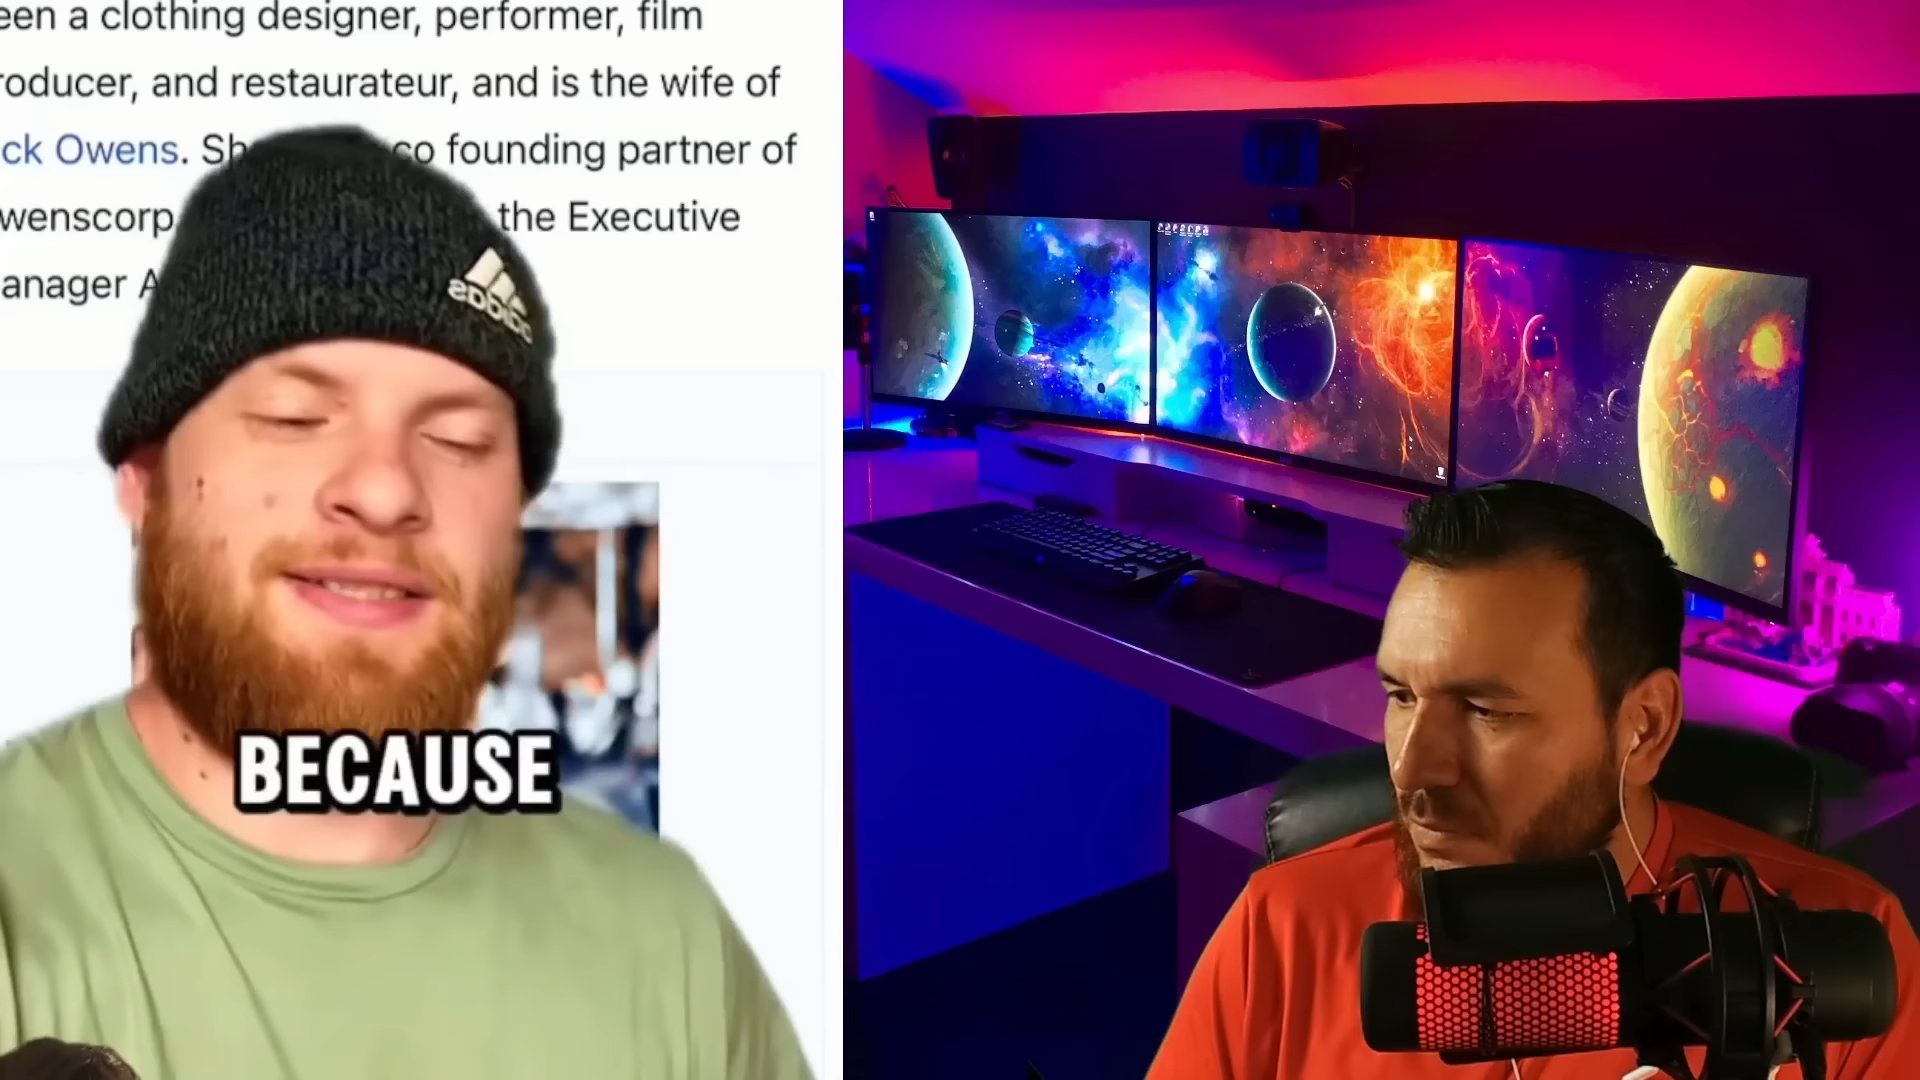 een a clothing designer, performer, film
roducer, and restaurateur, and is the wife of
ck Owens. Sh co founding partner of
wenscorp the Executive
anager A
adidas
BECAUSE